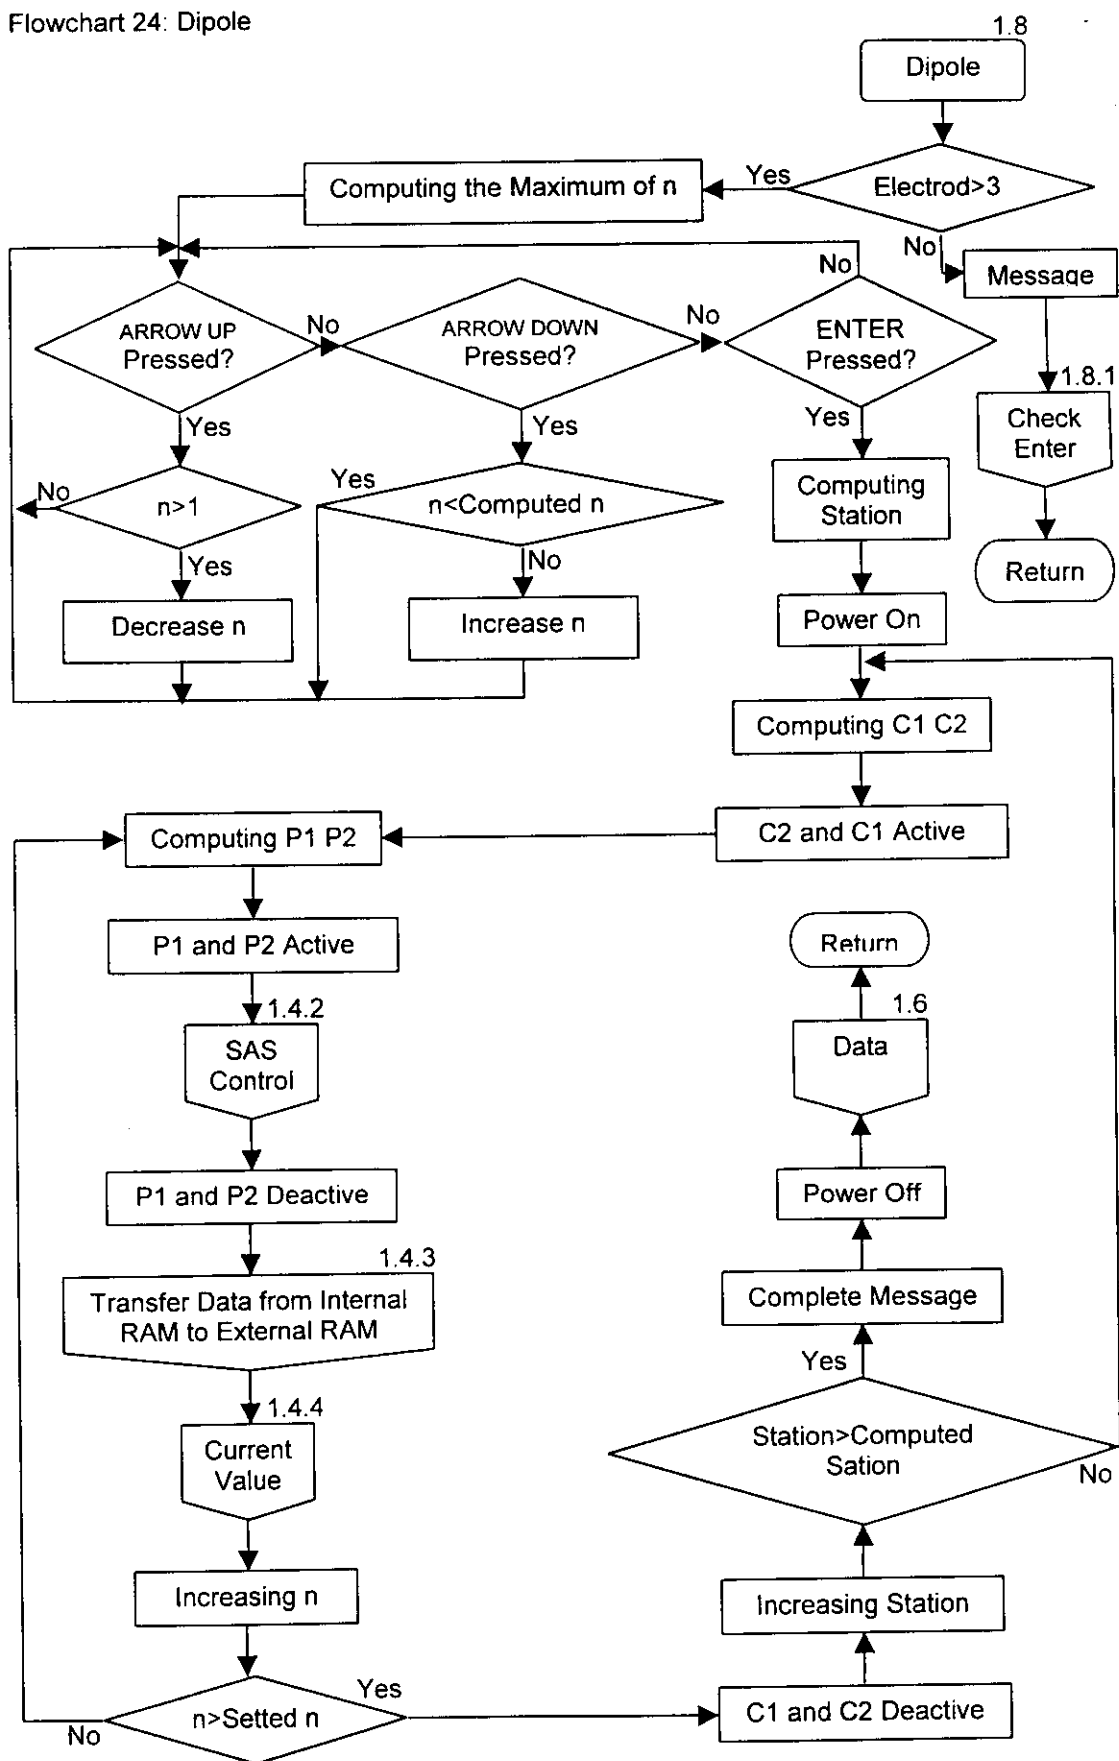 Flowchart 24: Dipole
1.8
Dipole
Electrod>3
Yes
Computing the Maximum of n
No
Message
1.8.1
Check
Enter
Return
ARROW UP
Pressed?
No
ARROW DOWN
Pressed?
No
ENTER
Pressed?
No
Yes
Yes
Yes
n>1
No
Yes
Decrease n
n<Computed n
Yes
No
Increase n
Computing
Station
Power On
Computing C1 C2
C2 and C1 Active
Computing P1 P2
P1 and P2 Active
1.4.2
SAS
Control
P1 and P2 Deactive
1.4.3
Transfer Data from Internal
RAM to External RAM
1.4.4
Current
Value
Increasing n
n>Setted n
No
Yes
C1 and C2 Deactive
Increasing Station
Station>Computed
Sation
No
Yes
Complete Message
Power Off
1.6
Data
Return